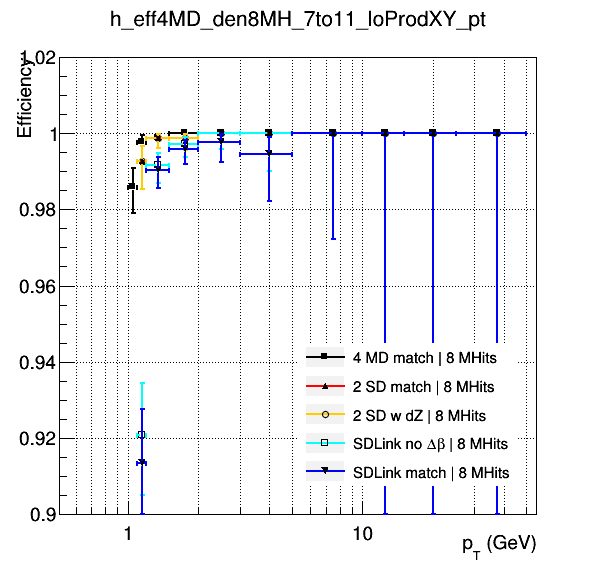 h_eff4MD_den8MH_7to11_loProdXY_pt
Efficiency
1.02
1
0.98
0.96
0.94
0.92
0.9
4 MD match | 8 MHits
2 SD match | 8 MHits
2 SD w dZ | 8 MHits
SDLink no Δβ | 8 MHits
SDLink match | 8 MHits
1
10
p_T (GeV)